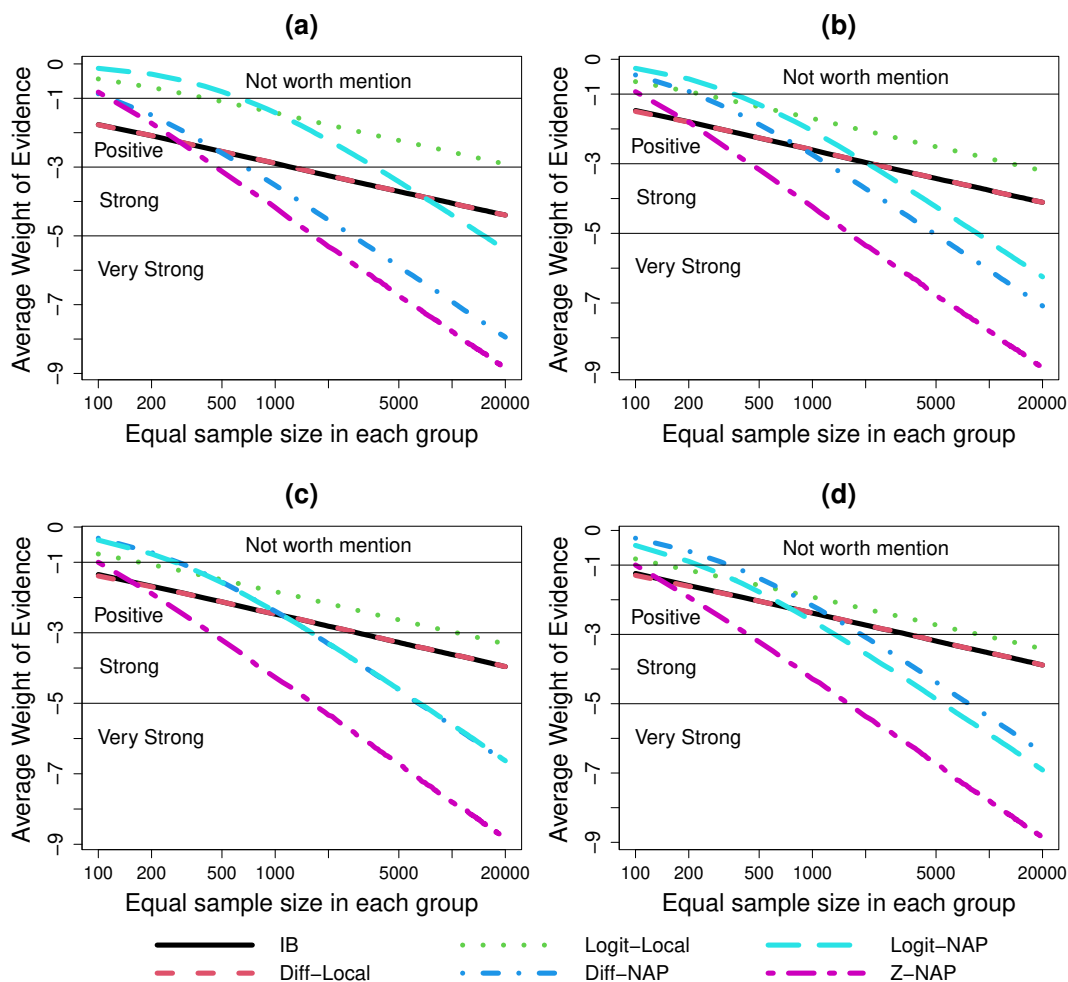 (a)
Average Weight of Evidence
0
−1
−3
−5
−7
−9
Not worth mention
Positive
Strong
Very Strong
100 200 500 1000 5000 20000
Equal sample size in each group
(b)
Average Weight of Evidence
0
−1
−3
−5
−7
−9
Not worth mention
Positive
Strong
Very Strong
100 200 500 1000 5000 20000
Equal sample size in each group
(c)
Average Weight of Evidence
0
−1
−3
−5
−7
−9
Not worth mention
Positive
Strong
Very Strong
100 200 500 1000 5000 20000
Equal sample size in each group
(d)
Average Weight of Evidence
0
−1
−3
−5
−7
−9
Not worth mention
Positive
Strong
Very Strong
100 200 500 1000 5000 20000
Equal sample size in each group
IB Logit−Local Logit−NAP
Diff−Local Diff−NAP Z−NAP